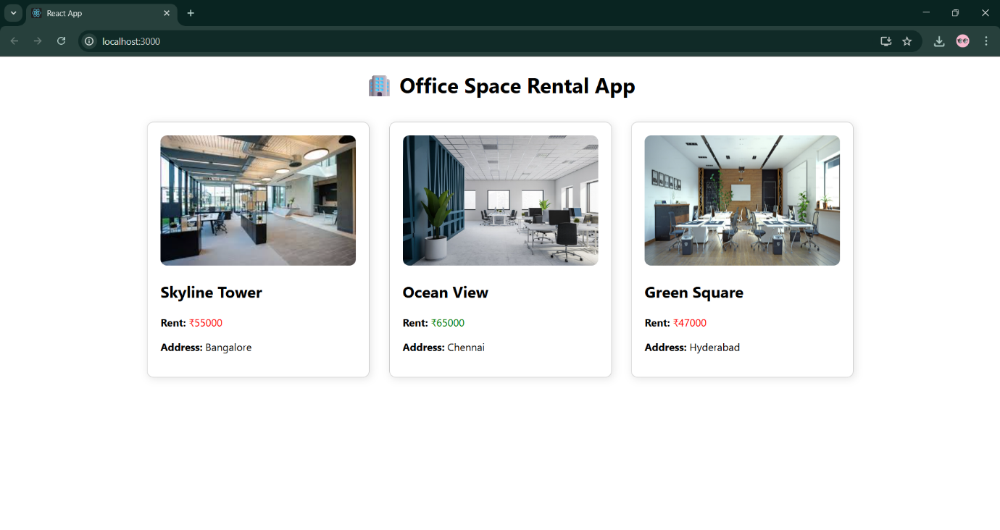 React App
localhost:3000
🏢 Office Space Rental App
Skyline Tower
Rent: ₹55000
Address: Bangalore
Ocean View
Rent: ₹65000
Address: Chennai
Green Square
Rent: ₹47000
Address: Hyderabad